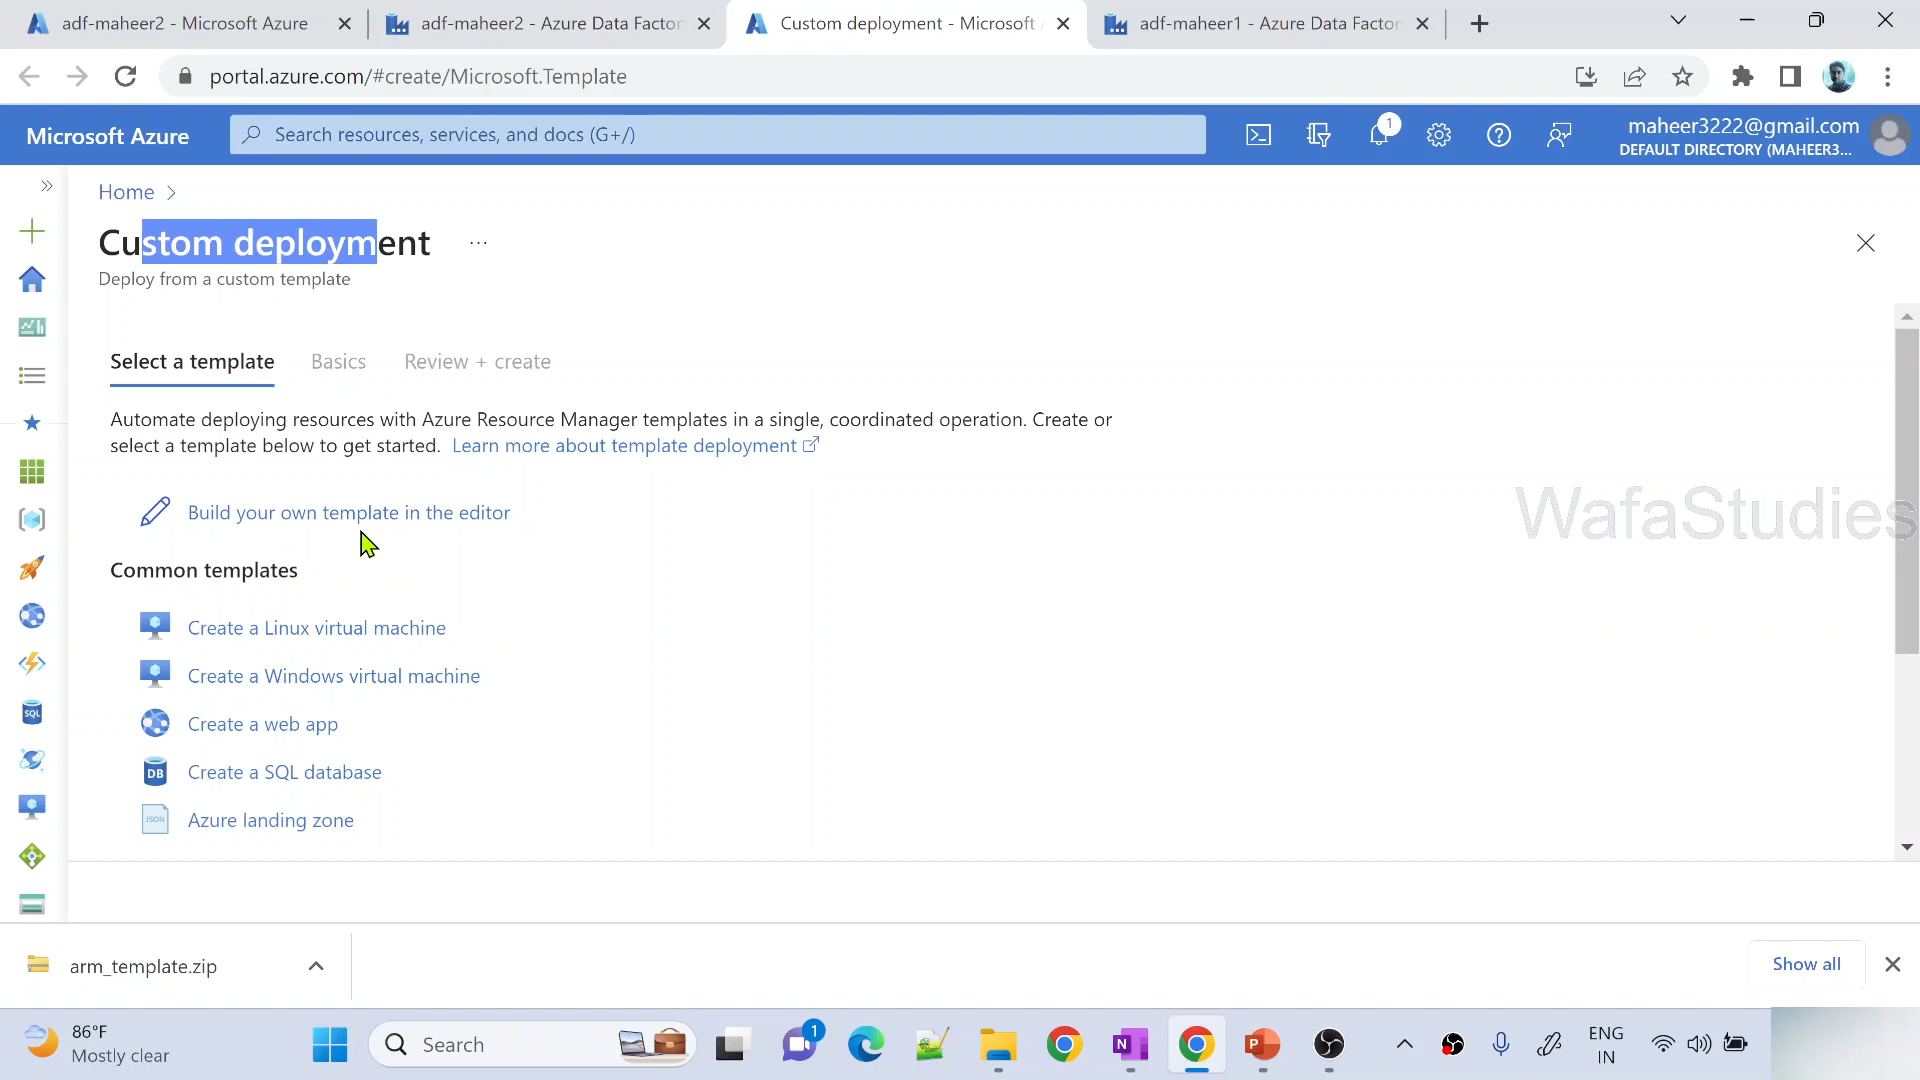 adf-maheer2 - Microsoft Azure
adf-maheer2 - Azure Data Factor
Custom deployment - Microsoft
adf-maheer1 - Azure Data Factor
portal.azure.com/#create/Microsoft.Template
Microsoft Azure
Search resources, services, and docs (G+/)
1
maheer3222@gmail.com
DEFAULT DIRECTORY (MAHEER3...
Home
Custom deployment
...
Deploy from a custom template
Select a template
Basics
Review + create
Automate deploying resources with Azure Resource Manager templates in a single, coordinated operation. Create or
select a template below to get started. Learn more about template deployment
WafaStudies
Build your own template in the editor
Common templates
Create a Linux virtual machine
Create a Windows virtual machine
Create a web app
SQL
DB
Create a SQL database
JSON
Azure landing zone
arm_template.zip
Show all
86°F
Mostly clear
Search
1
N
P
ENG
IN